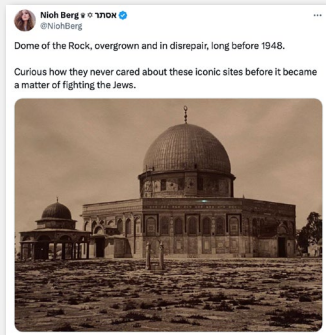 Nioh Berg ♛ ✡ אסתר
@NiohBerg
Dome of the Rock, overgrown and in disrepair, long before 1948.
Curious how they never cared about these iconic sites before it became
a matter of fighting the Jews.